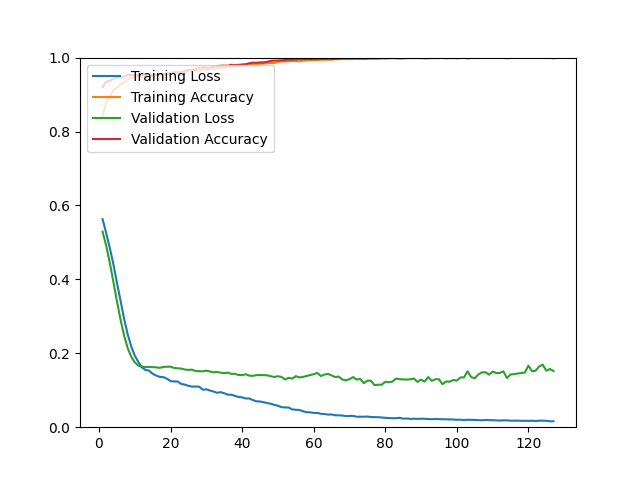 Training Loss
Training Accuracy
Validation Loss
Validation Accuracy
1.0
0.8
0.6
0.4
0.2
0.0
0 20 40 60 80 100 120